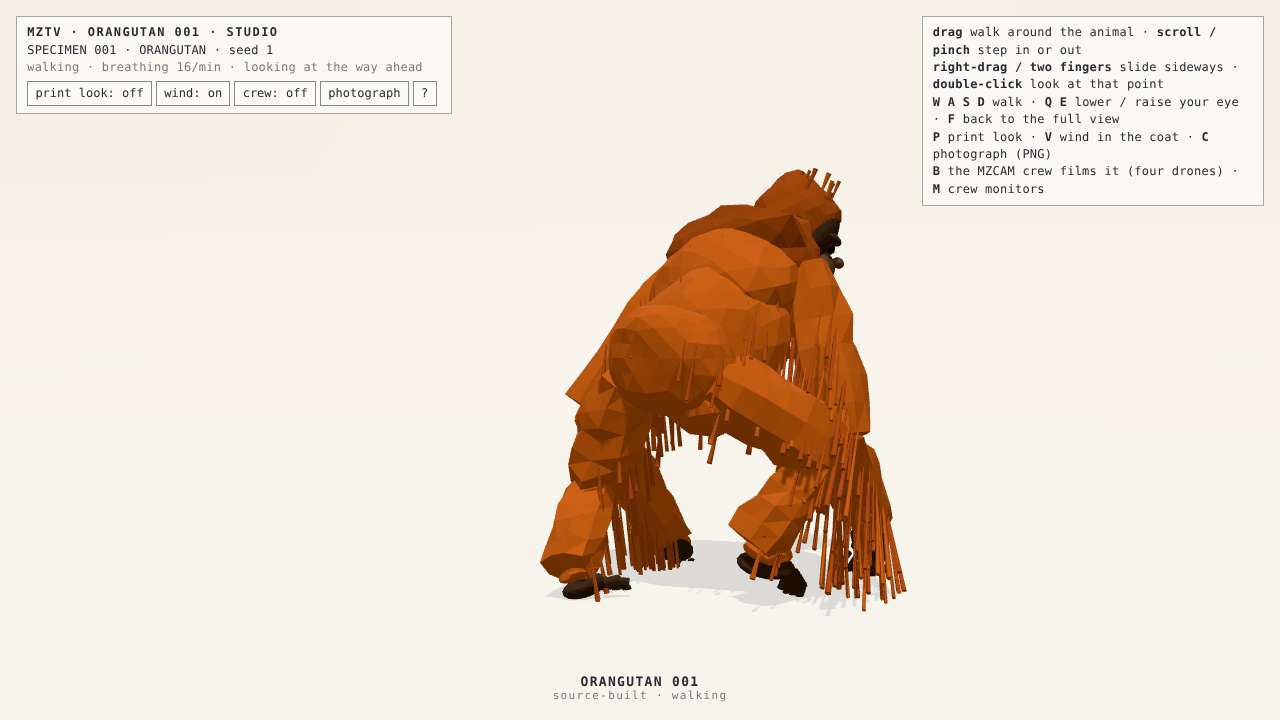 MZTV · ORANGUTAN 001 · STUDIO
SPECIMEN 001 · ORANGUTAN · seed 1
walking · breathing 16/min · looking at the way ahead
print look: off wind: on crew: off photograph ?
drag walk around the animal · scroll /
pinch step in or out
right-drag / two fingers slide sideways ·
double-click look at that point
W A S D walk · Q E lower / raise your eye
· F back to the full view
P print look · V wind in the coat · C
photograph (PNG)
B the MZCAM crew films it (four drones) ·
M crew monitors
ORANGUTAN 001
source-built · walking